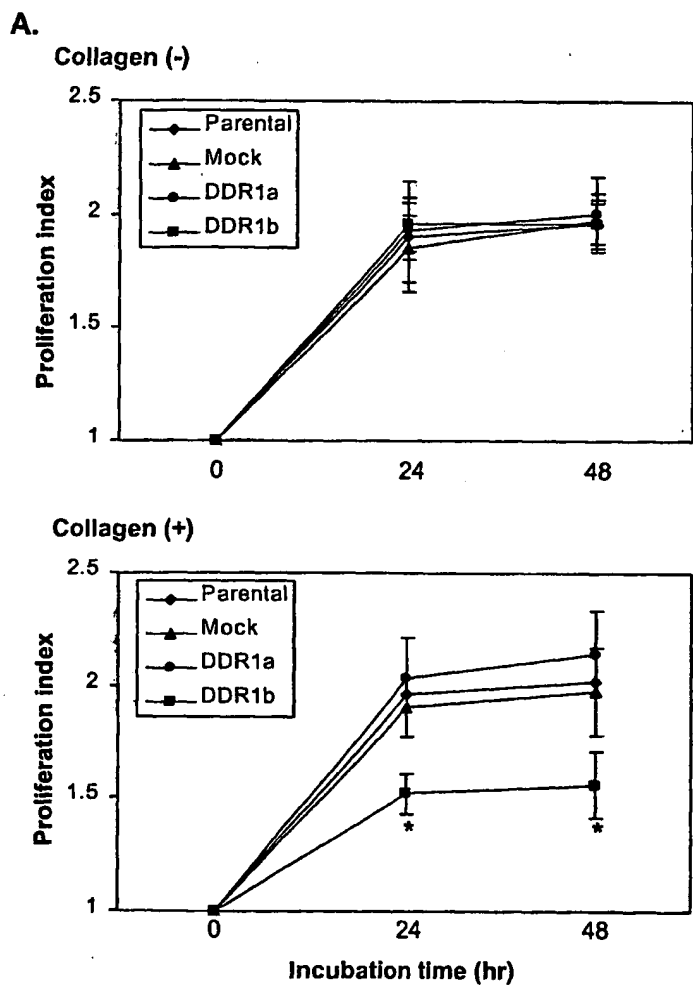 A.
Collagen (-)
2.5
2
1.5
1
Proliferation index
Parental
Mock
DDR1a
DDR1b
0 24 48
Collagen (+)
2.5
2
1.5
1
Proliferation index
Parental
Mock
DDR1a
DDR1b
* *
0 24 48
Incubation time (hr)